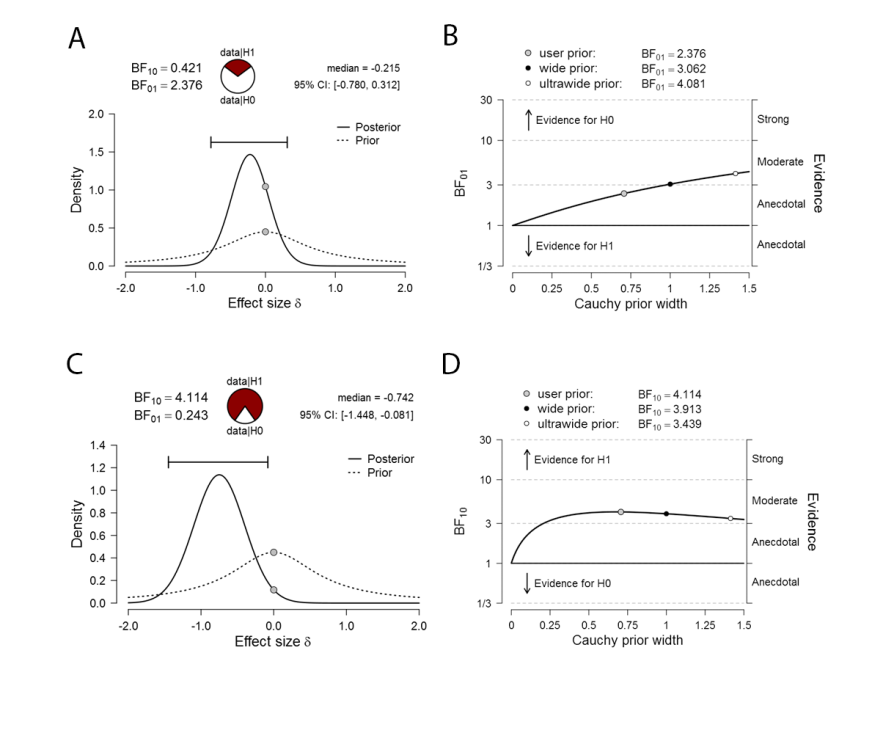 A
data|H1
BF10 = 0.421
BF01 = 2.376
data|H0
median = -0.215
95% CI: [-0.780, 0.312]
Posterior
Prior
2.0
1.5
1.0
0.5
0.0
Density
-2.0 -1.0 0.0 1.0 2.0
Effect size δ
B
user prior: BF01 = 2.376
wide prior: BF01 = 3.062
ultrawide prior: BF01 = 4.081
30
10
3
1
1/3
BF01
Evidence for H0
Evidence for H1
Strong
Moderate
Anecdotal
Anecdotal
Evidence
0 0.25 0.5 0.75 1 1.25 1.5
Cauchy prior width
C
data|H1
BF10 = 4.114
BF01 = 0.243
data|H0
median = -0.742
95% CI: [-1.448, -0.081]
Posterior
Prior
1.4
1.2
1.0
0.8
0.6
0.4
0.2
0.0
Density
-2.0 -1.0 0.0 1.0 2.0
Effect size δ
D
user prior: BF10 = 4.114
wide prior: BF10 = 3.913
ultrawide prior: BF10 = 3.439
30
10
3
1
1/3
BF10
Evidence for H1
Evidence for H0
Strong
Moderate
Anecdotal
Anecdotal
Evidence
0 0.25 0.5 0.75 1 1.25 1.5
Cauchy prior width